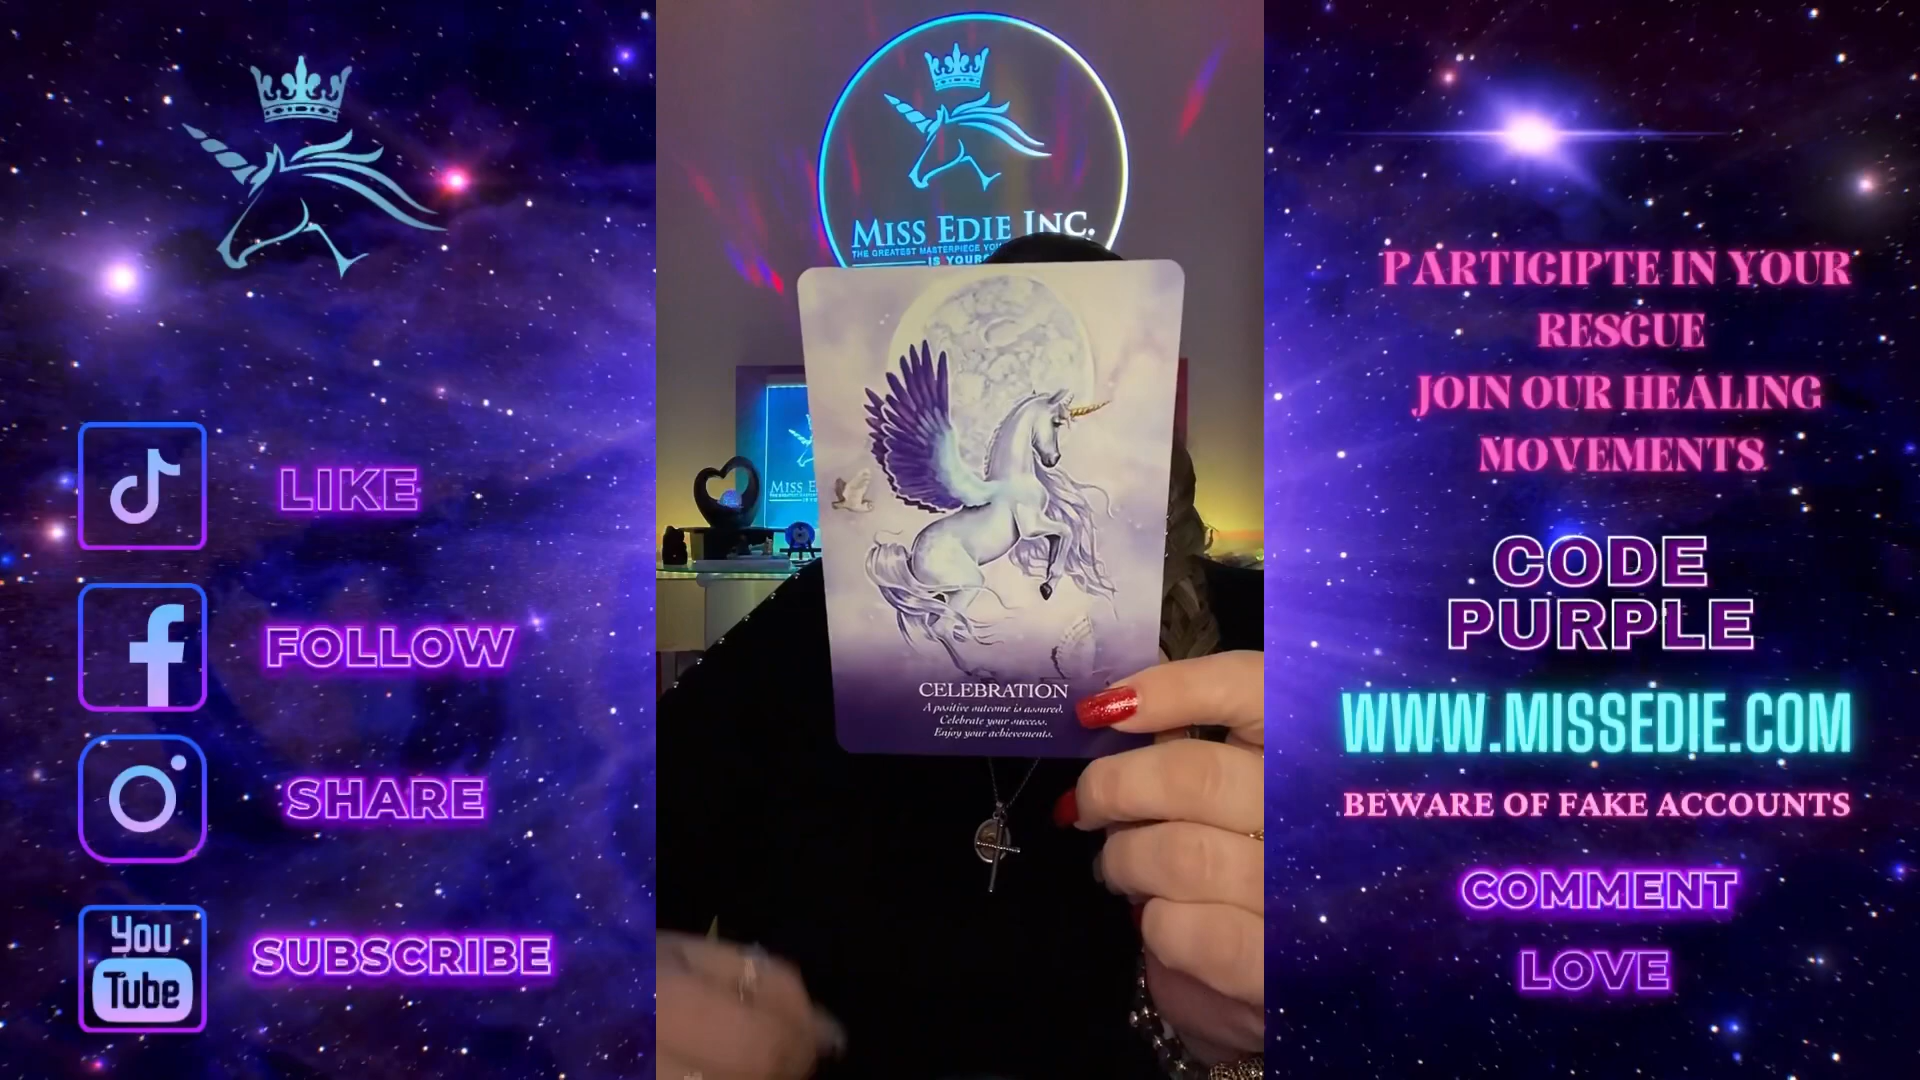 LIKE
FOLLOW
SHARE
You
Tube
SUBSCRIBE
MISS EDIE INC.
THE GREATEST MASTERPIECE YOU
IS YOURS
MISS E
CELEBRATION
A positive outcome is assured.
Celebrate your success.
Enjoy your achievements.
PARTICIPTE IN YOUR
RESCUE
JOIN OUR HEALING
MOVEMENTS
CODE
PURPLE
WWW.MISSEDIE.COM
BEWARE OF FAKE ACCOUNTS
COMMENT
LOVE